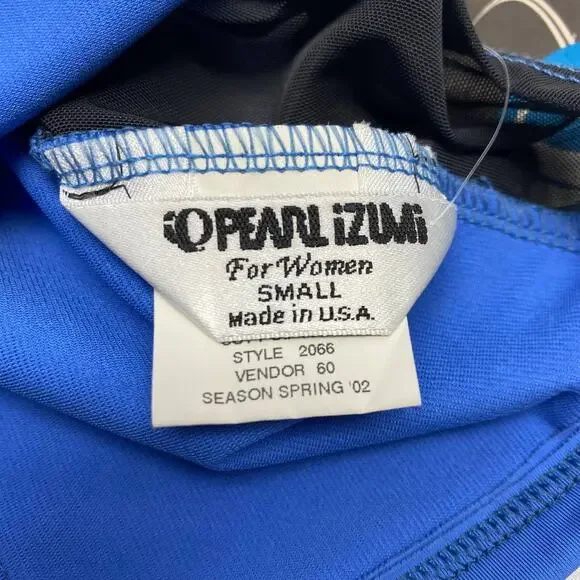 PEARL iZUMi
For Women
SMALL
Made in U.S.A.
STYLE 2066
VENDOR 60
SEASON SPRING '02